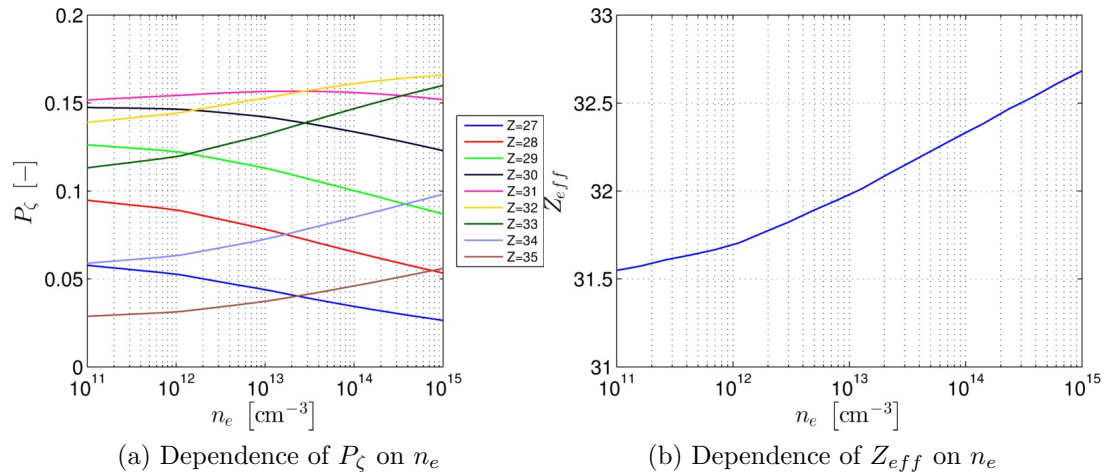 0.2
0.15
0.1
0.05
0
P_ζ [−]
10^11 10^12 10^13 10^14 10^15
n_e [cm^−3]
Z=27
Z=28
Z=29
Z=30
Z=31
Z=32
Z=33
Z=34
Z=35
33
32.5
32
31.5
31
Z_eff
10^11 10^12 10^13 10^14 10^15
n_e [cm^−3]
(a) Dependence of P_ζ on n_e
(b) Dependence of Z_eff on n_e